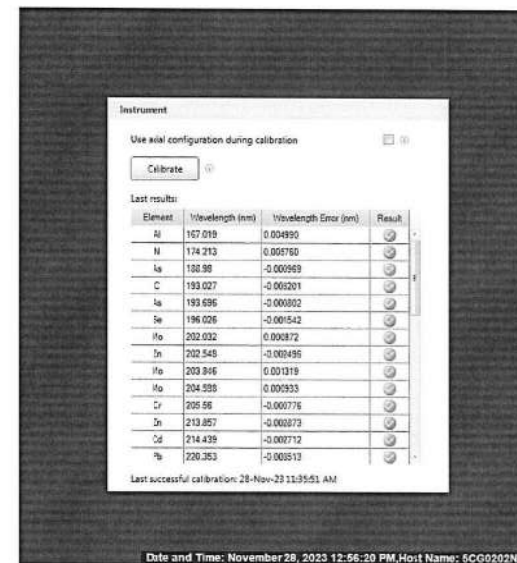 Instrument
Use axial configuration during calibration
Calibrate
Last results:
Element Wavelength (nm) Wavelength Error (nm) Result
Al 167.019 0.004990
N 174.213 0.005760
As 188.98 -0.000969
C 193.027 -0.005201
As 193.696 -0.000802
Se 196.026 -0.001542
Mo 202.032 0.000872
Zn 202.548 -0.002496
Mo 203.846 0.001319
Mo 204.598 0.000933
Cr 205.56 -0.000776
Zn 213.857 -0.002873
Cd 214.439 -0.002712
Pb 220.353 -0.003513
Last successful calibration: 28-Nov-23 11:35:51 AM
Date and Time: November 28, 2023 12:56:20 PM,Host Name: 5CG0202N